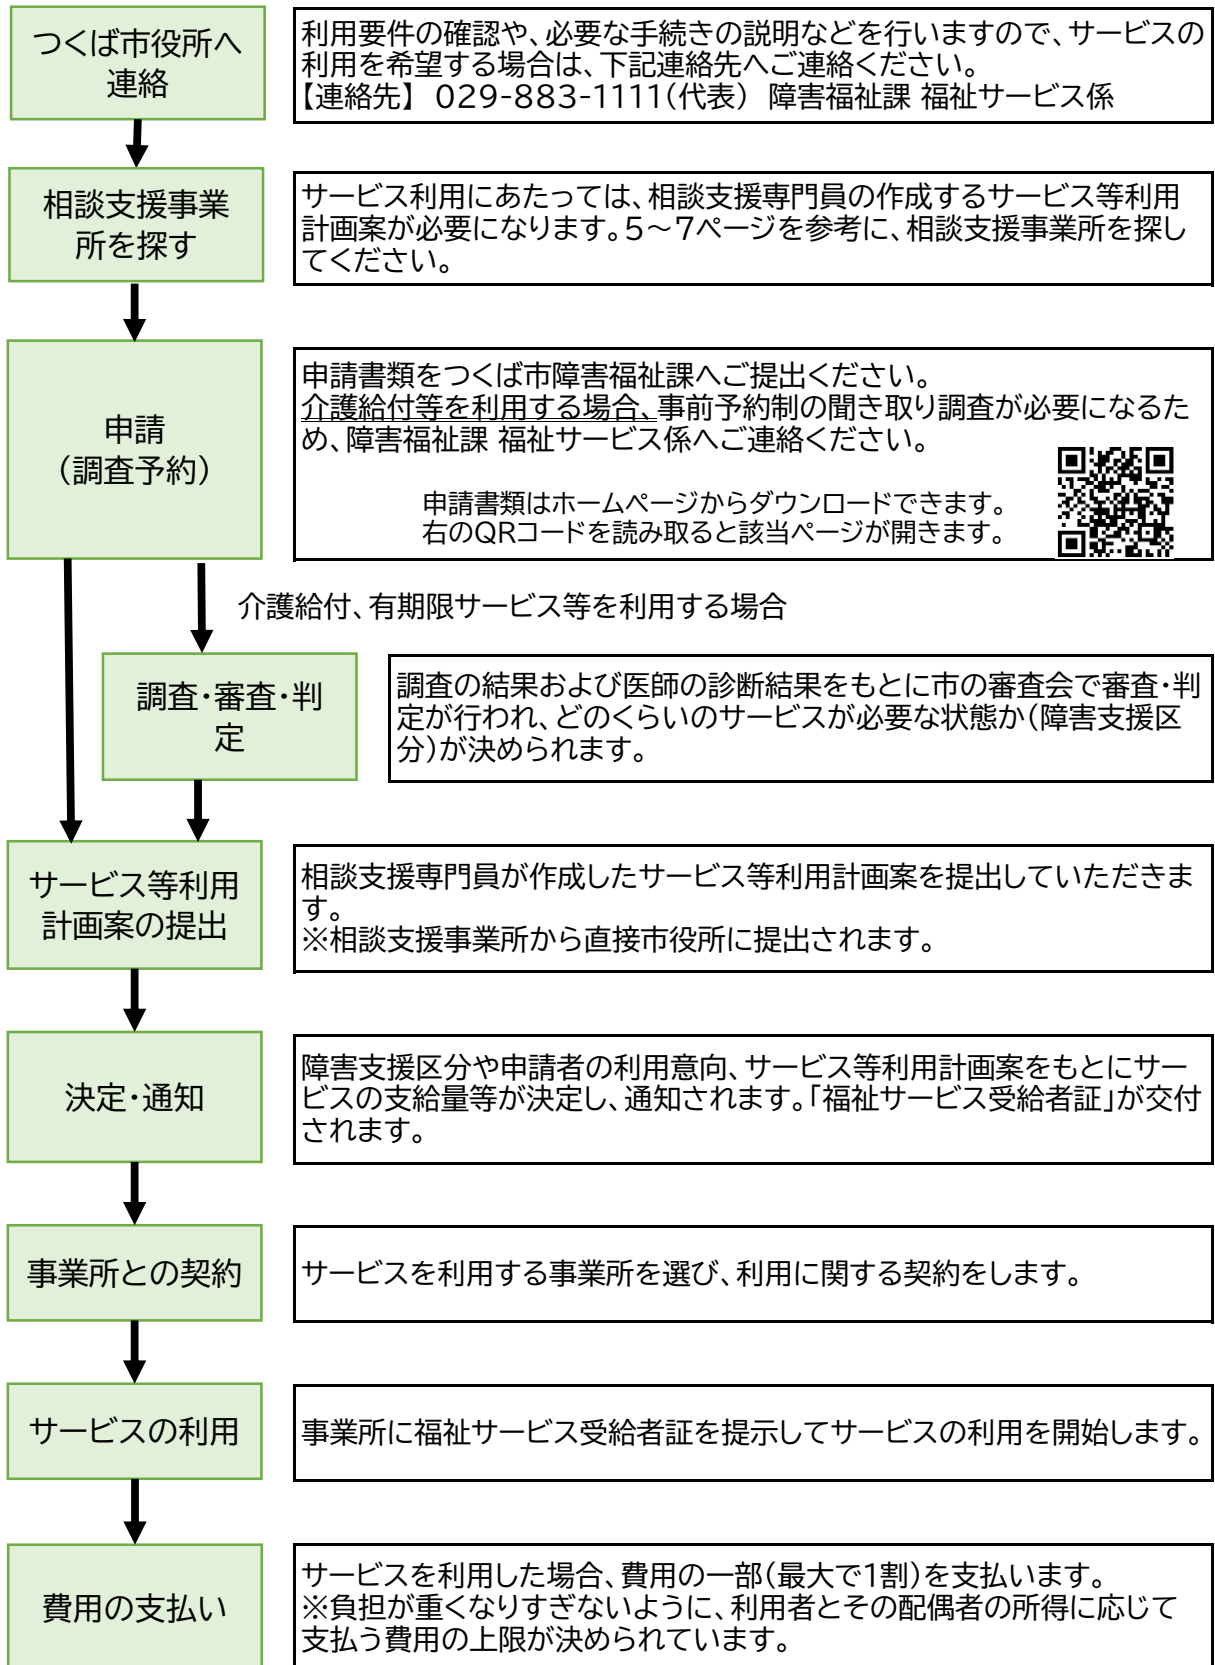 つくば市役所へ
連絡
利用要件の確認や、必要な手続きの説明などを行いますので、サービスの
利用を希望する場合は、下記連絡先へご連絡ください。
【連絡先】 029-883-1111(代表) 障害福祉課 福祉サービス係
相談支援事業
所を探す
サービス利用にあたっては、相談支援専門員の作成するサービス等利用
計画案が必要になります。5～7ページを参考に、相談支援事業所を探し
てください。
申請
(調査予約)
申請書類をつくば市障害福祉課へご提出ください。
介護給付等を利用する場合、事前予約制の聞き取り調査が必要になるた
め、障害福祉課 福祉サービス係へご連絡ください。
申請書類はホームページからダウンロードできます。
右のQRコードを読み取ると該当ページが開きます。
介護給付、有期限サービス等を利用する場合
調査・審査・判
定
調査の結果および医師の診断結果をもとに市の審査会で審査・判
定が行われ、どのくらいのサービスが必要な状態か(障害支援区
分)が決められます。
サービス等利用
計画案の提出
相談支援専門員が作成したサービス等利用計画案を提出していただきま
す。
※相談支援事業所から直接市役所に提出されます。
決定・通知
障害支援区分や申請者の利用意向、サービス等利用計画案をもとにサー
ビスの支給量等が決定し、通知されます。「福祉サービス受給者証」が交付
されます。
事業所との契約
サービスを利用する事業所を選び、利用に関する契約をします。
サービスの利用
事業所に福祉サービス受給者証を提示してサービスの利用を開始します。
費用の支払い
サービスを利用した場合、費用の一部(最大で1割)を支払います。
※負担が重くなりすぎないように、利用者とその配偶者の所得に応じて
支払う費用の上限が決められています。